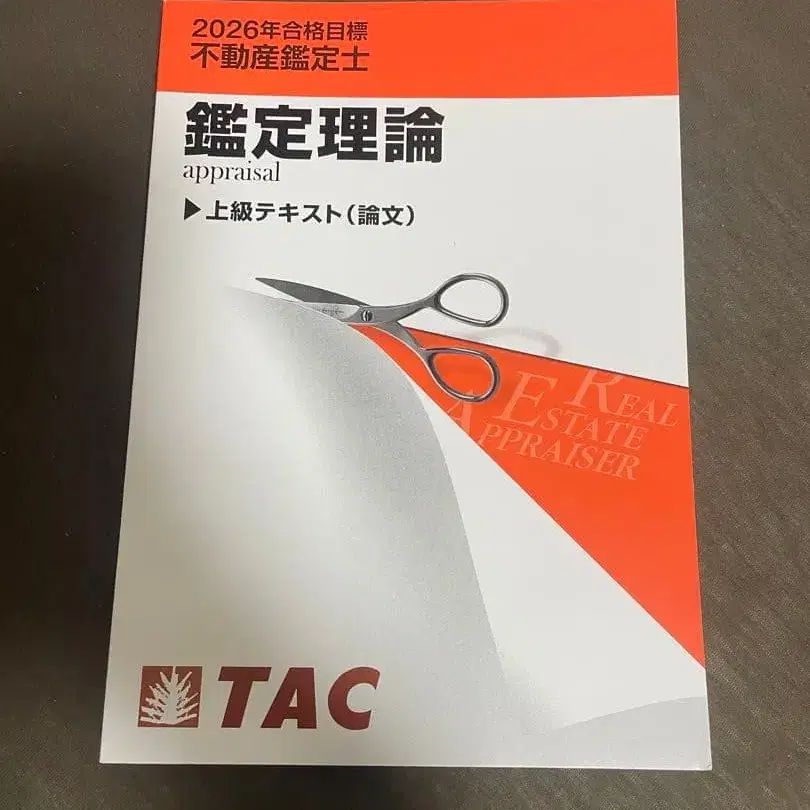 2026年合格目標
不動産鑑定士
鑑定理論
appraisal
▶上級テキスト(論文)
REAL
ESTATE
APPRAISER
TAC